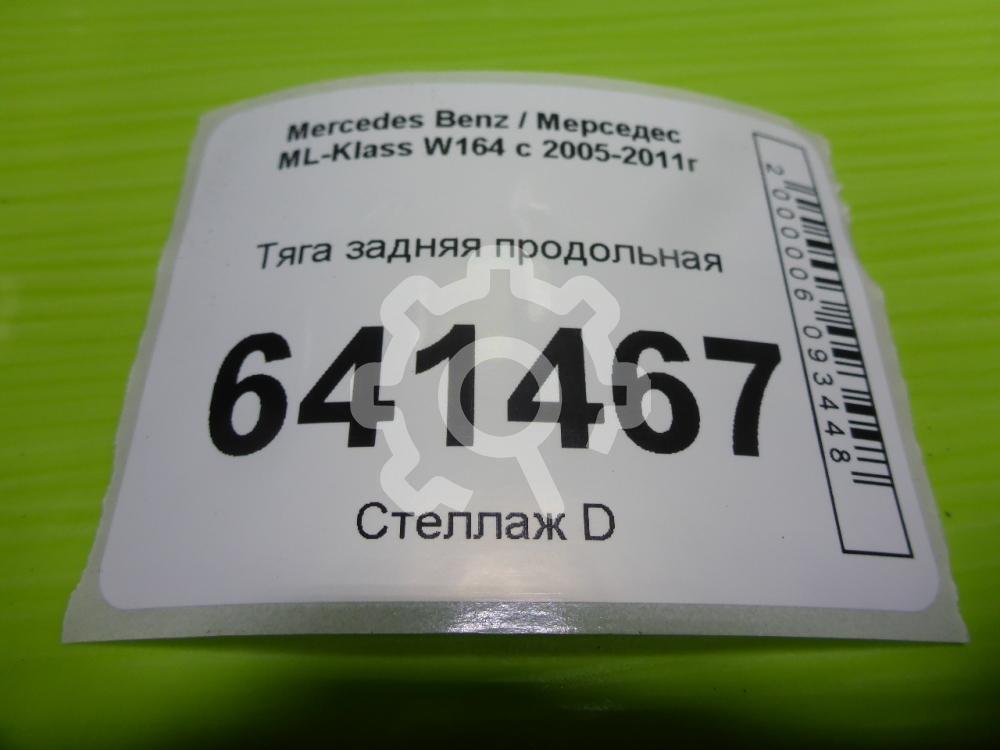 Mercedes Benz / Мерседес
ML-Klass W164 с 2005-2011г
Тяга задняя продольная
641467
Стеллаж D
2000006093448